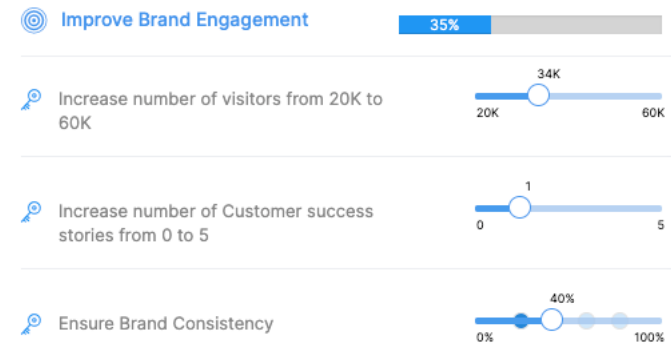 Improve Brand Engagement
35%
34K
Increase number of visitors from 20K to
60K
20K
60K
1
Increase number of Customer success
stories from 0 to 5
0
5
40%
Ensure Brand Consistency
0%
100%